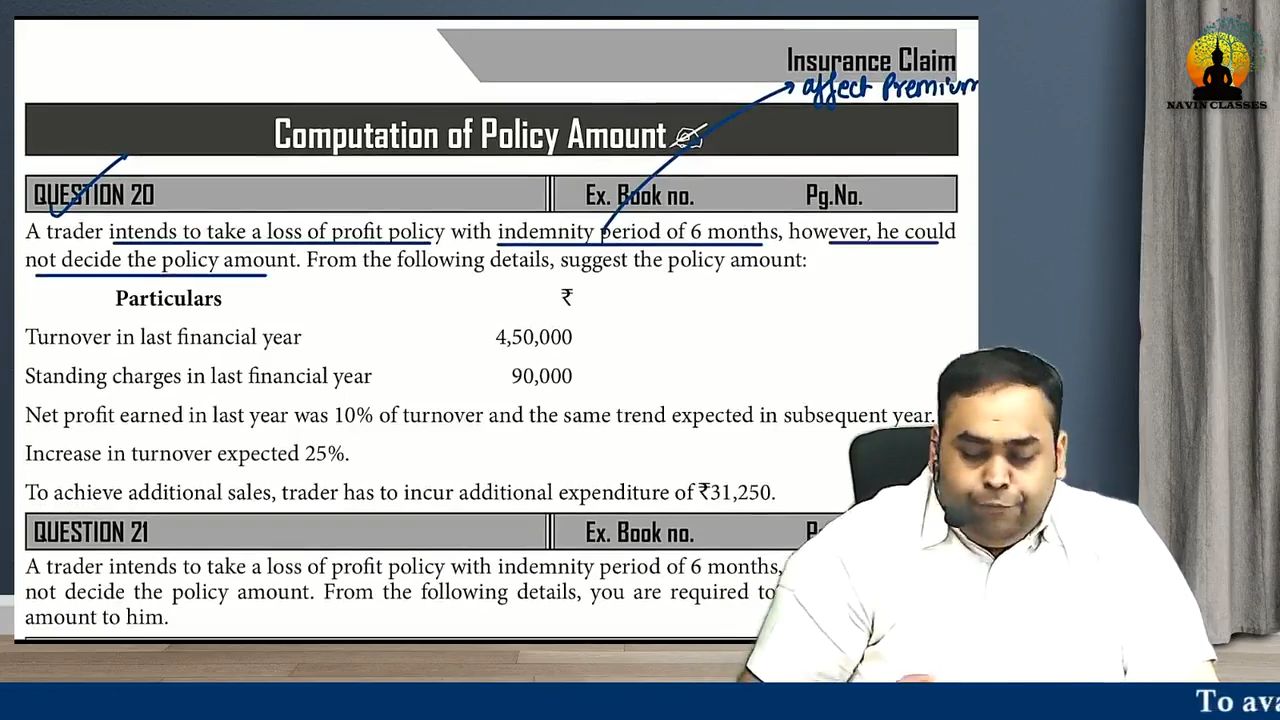 Insurance Claim
affect Premium
NAVIN CLASSES
Computation of Policy Amount
QUESTION 20 Ex. Book no. Pg.No.
A trader intends to take a loss of profit policy with indemnity period of 6 months, however, he could
not decide the policy amount. From the following details, suggest the policy amount:
Particulars ₹
Turnover in last financial year 4,50,000
Standing charges in last financial year 90,000
Net profit earned in last year was 10% of turnover and the same trend expected in subsequent year.
Increase in turnover expected 25%.
To achieve additional sales, trader has to incur additional expenditure of ₹31,250.
QUESTION 21 Ex. Book no.
A trader intends to take a loss of profit policy with indemnity period of 6 months,
not decide the policy amount. From the following details, you are required to
amount to him.
To